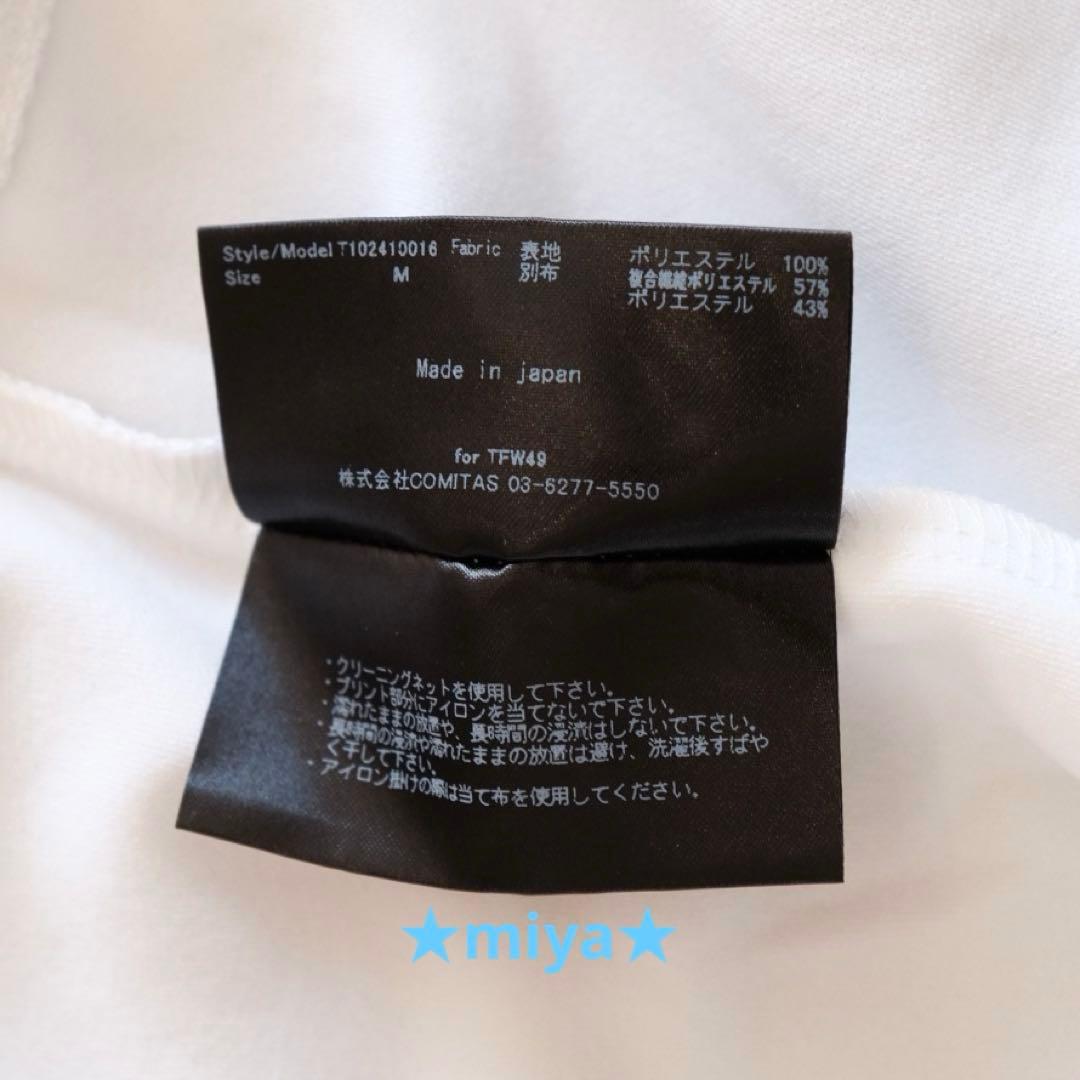 Style/Model T102410016 Fabric 表地 ポリエステル 100%
Size M 別布 複合繊維ポリエステル 57%
ポリエステル 43%
Made in japan
for TFW49
株式会社COMITAS 03-6277-5550
・クリーニングネットを使用して下さい。
・プリント部分にアイロンを当てないで下さい。
・濡れたままの放置や、長時間の浸漬はしないで下さい。
・長時間の浸漬や濡れたままの放置は避け、洗濯後すばや
く干して下さい。
・アイロン掛けの際は当て布を使用してください。
★miya★